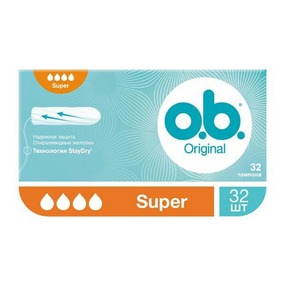 Super
o.b.
Original
Надежная защита
Спиралевидные желобки
Технология StayDry
32
тампона
Super
32
ШТ